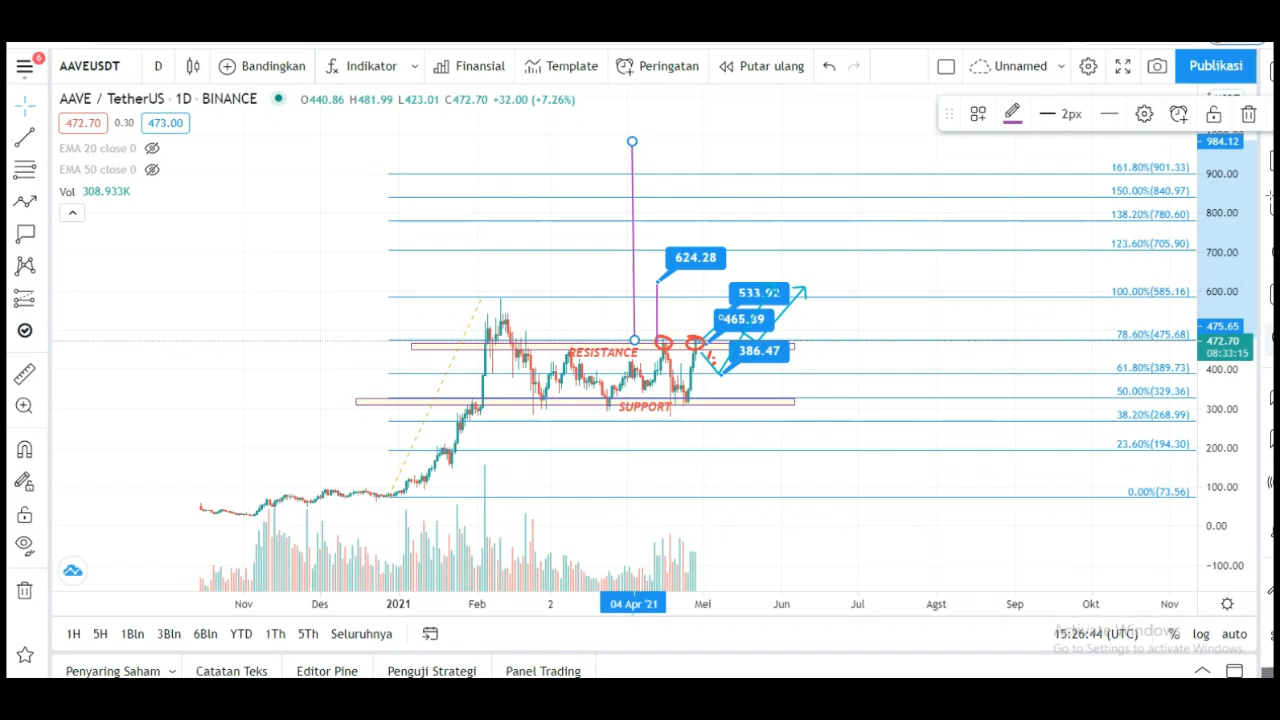 6
AAVEUSDT D Bandingkan Indikator Finansial Template Peringatan Putar ulang Unnamed Publikasi
AAVE / TetherUS · 1D · BINANCE O440.86 H481.99 L423.01 C472.70 +32.00 (+7.26%)
472.70 0.30 473.00
2px
EMA 20 close 0
EMA 50 close 0
Vol 308.933K
984.12
161.80%(901.33)
900.00
150.00%(840.97)
138.20%(780.60)
800.00
123.60%(705.90)
700.00
624.28
100.00%(585.16)
600.00
533.92
465.39
475.65
78.60%(475.68)
472.70
08:33:15
RESISTANCE
386.47
61.80%(389.73)
400.00
50.00%(329.36)
SUPPORT
300.00
38.20%(268.99)
23.60%(194.30)
200.00
100.00
0.00%(73.56)
0.00
−100.00
Nov Des 2021 Feb 2 04 Apr '21 Mei Jun Jul Agst Sep Okt Nov
1H 5H 1Bln 3Bln 6Bln YTD 1Th 5Th Seluruhnya 15:26:44 (UTC) % log auto
Activate Windows
Go to Settings to activate Windows.
Penyaring Saham Catatan Teks Editor Pine Penguji Strategi Panel Trading